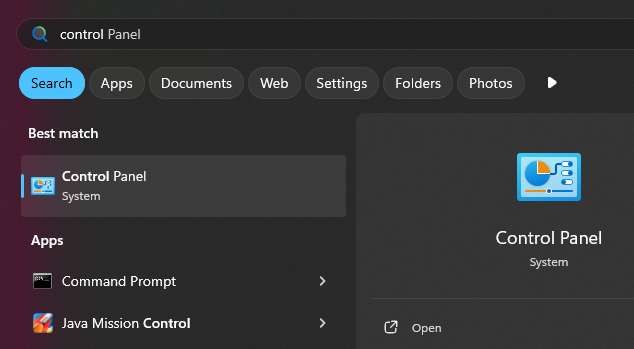 control Panel
Search Apps Documents Web Settings Folders Photos
Best match
Control Panel
System
Apps
Command Prompt
Java Mission Control
Control Panel
System
Open